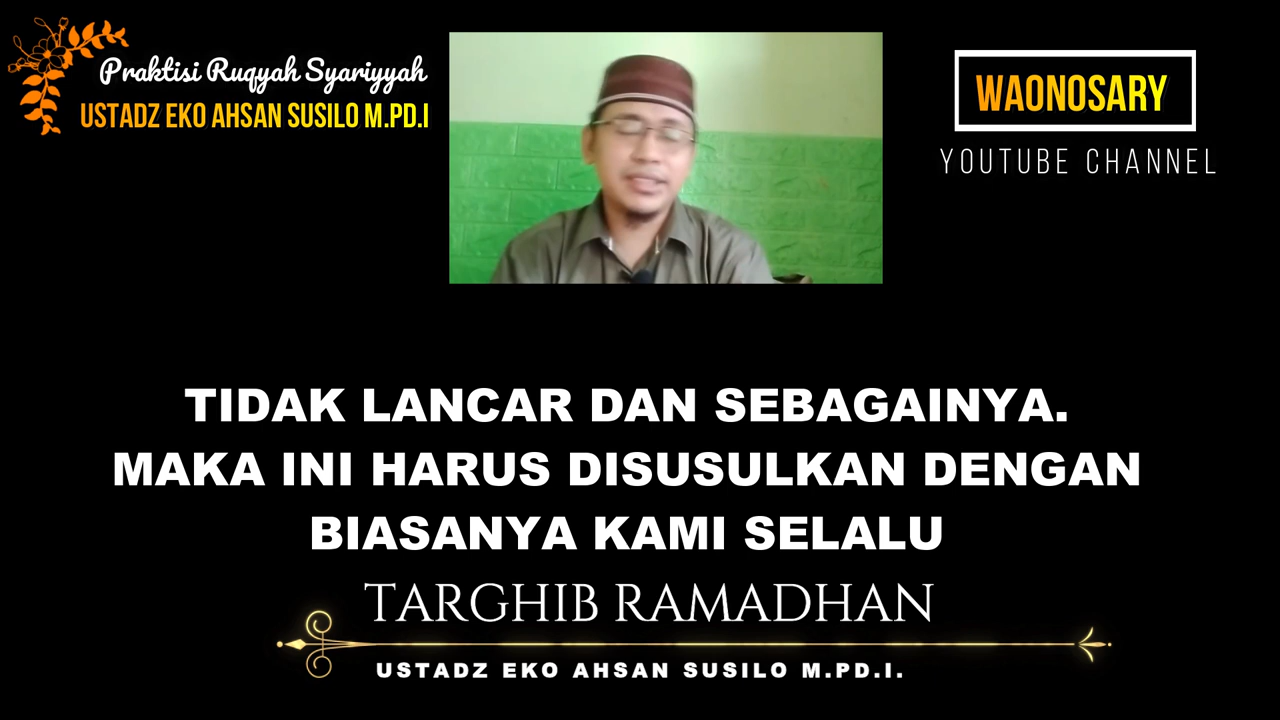 Praktisi Ruqyah Syariyyah
USTADZ EKO AHSAN SUSILO M.PD.I
WAONOSARY
YOUTUBE CHANNEL
TIDAK LANCAR DAN SEBAGAINYA.
MAKA INI HARUS DISUSULKAN DENGAN
BIASANYA KAMI SELALU
TARGHIB RAMADHAN
USTADZ EKO AHSAN SUSILO M.PD.I.